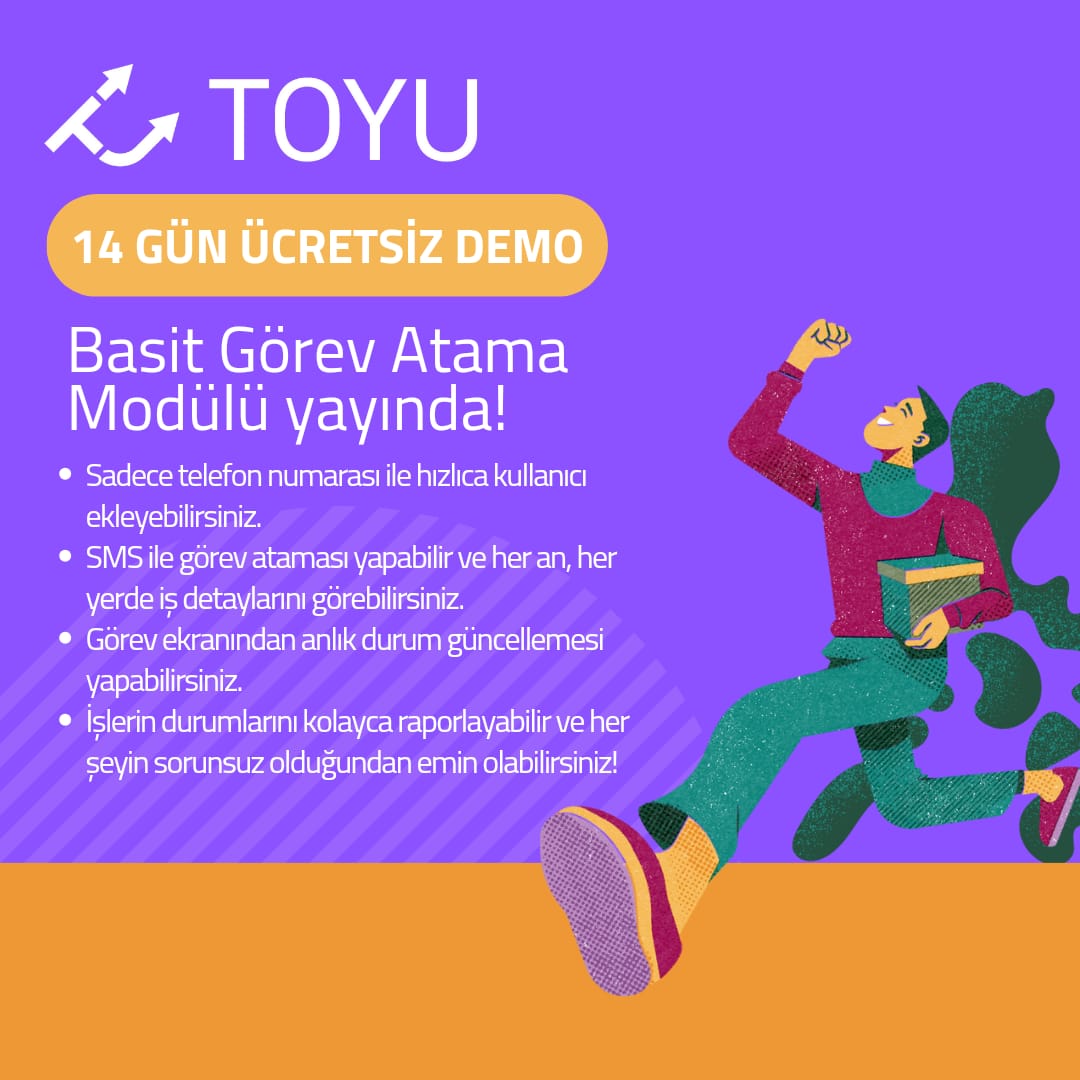 TOYU
14 GÜN ÜCRETSİZ DEMO
Basit Görev Atama
Modülü yayında!
• Sadece telefon numarası ile hızlıca kullanıcı
ekleyebilirsiniz.
• SMS ile görev ataması yapabilir ve her an, her
yerde iş detaylarını görebilirsiniz.
• Görev ekranından anlık durum güncellemesi
yapabilirsiniz.
• İşlerin durumlarını kolayca raporlayabilir ve her
şeyin sorunsuz olduğundan emin olabilirsiniz!